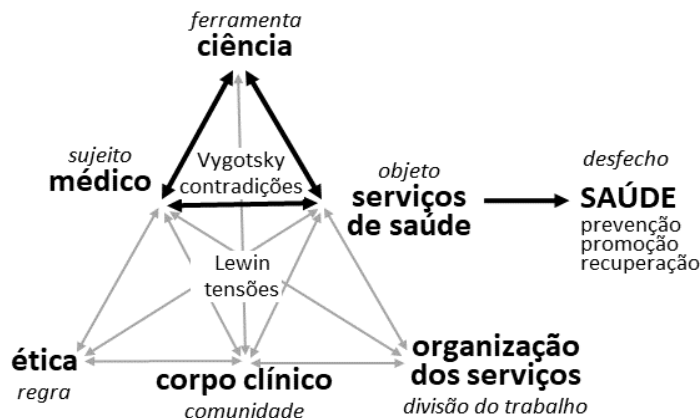 ferramenta
ciência
sujeito
médico
Vygotsky
contradições
objeto
serviços
de saúde
desfecho
SAÚDE
prevenção
promoção
recuperação
Lewin
tensões
ética
regra
corpo clínico
comunidade
organização
dos serviços
divisão do trabalho